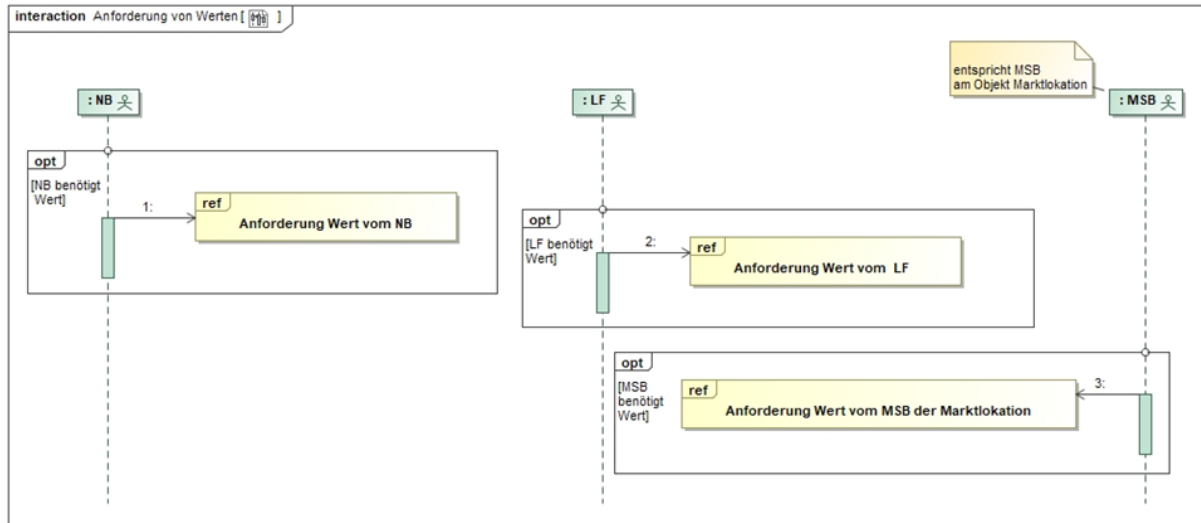 interaction Anforderung von Werten [ ]
entspricht MSB
am Objekt Marktlokation
: NB
: LF
: MSB
opt
[NB benötigt
Wert]
1:
ref
Anforderung Wert vom NB
opt
[LF benötigt
Wert]
2:
ref
Anforderung Wert vom LF
opt
[MSB
benötigt
Wert]
ref
3:
Anforderung Wert vom MSB der Marktlokation